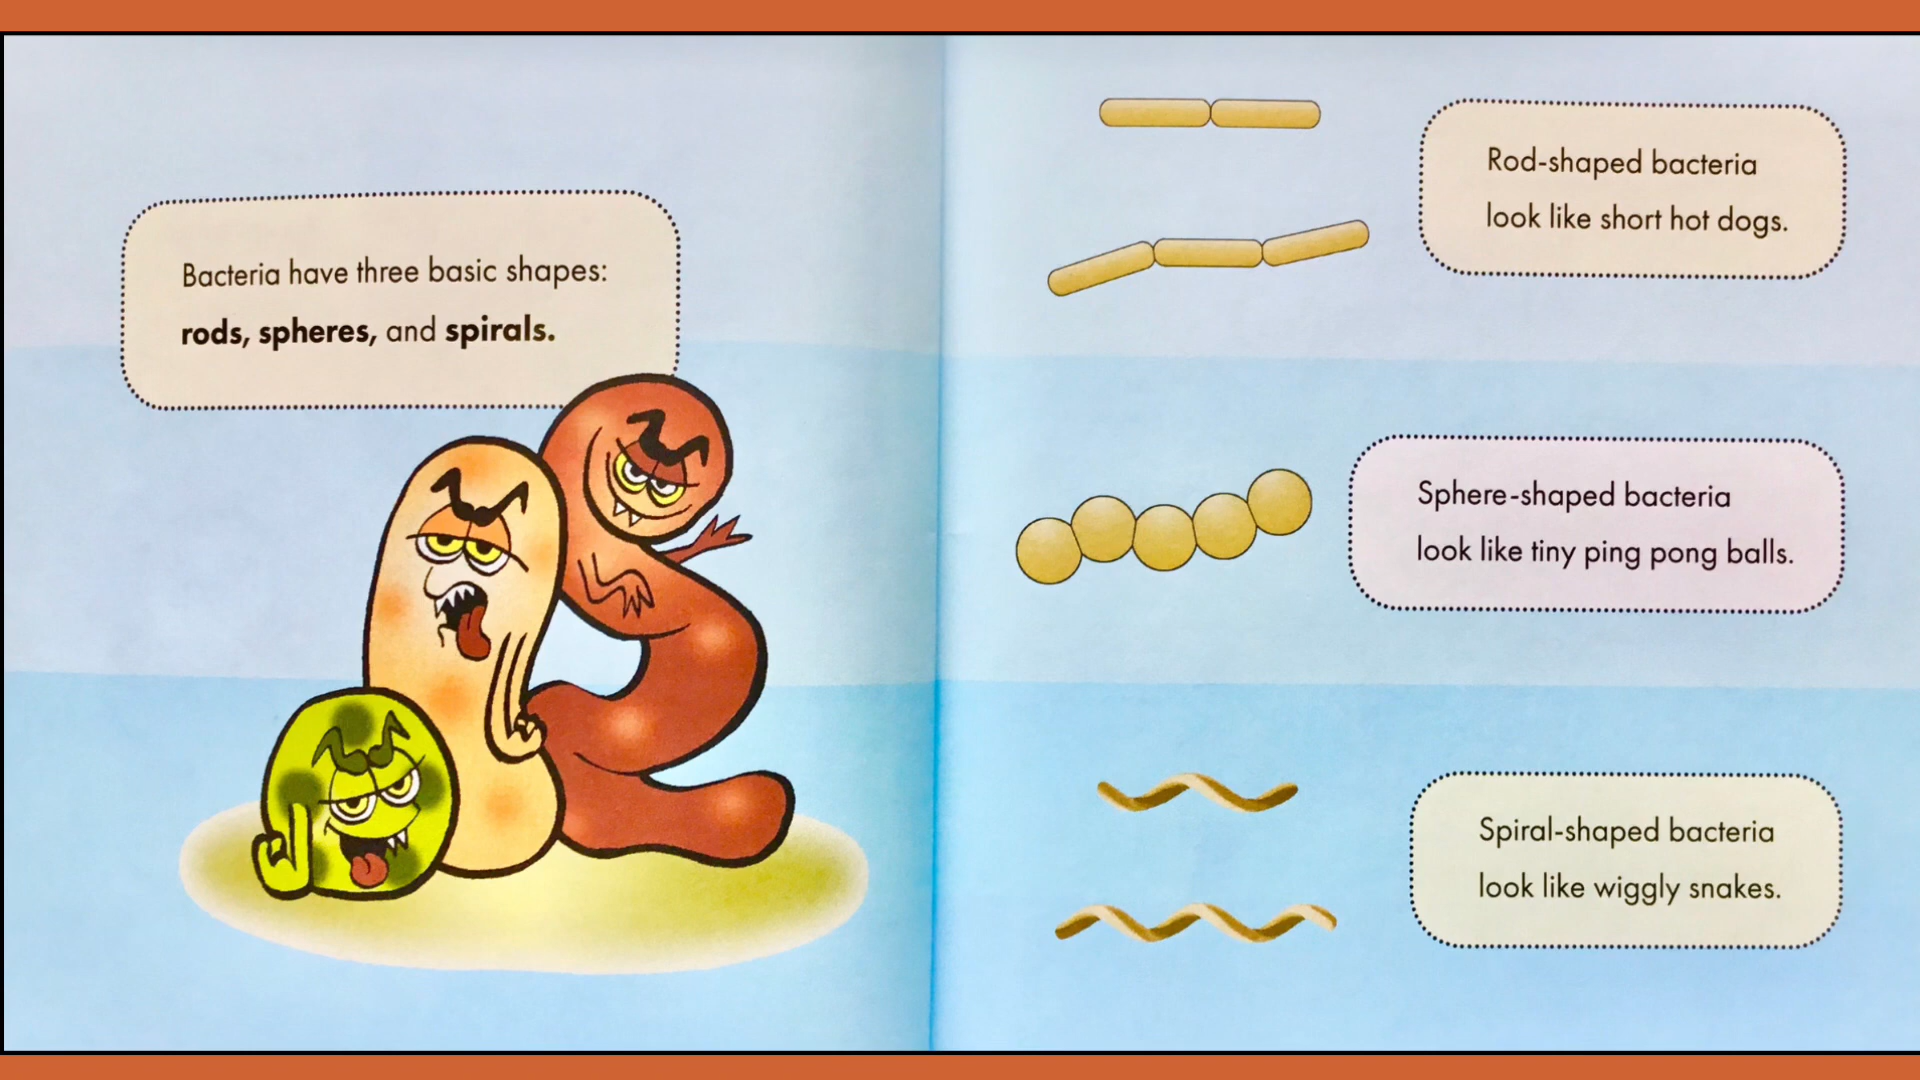 Bacteria have three basic shapes:
rods, spheres, and spirals.
Rod-shaped bacteria
look like short hot dogs.
Sphere-shaped bacteria
look like tiny ping pong balls.
Spiral-shaped bacteria
look like wiggly snakes.